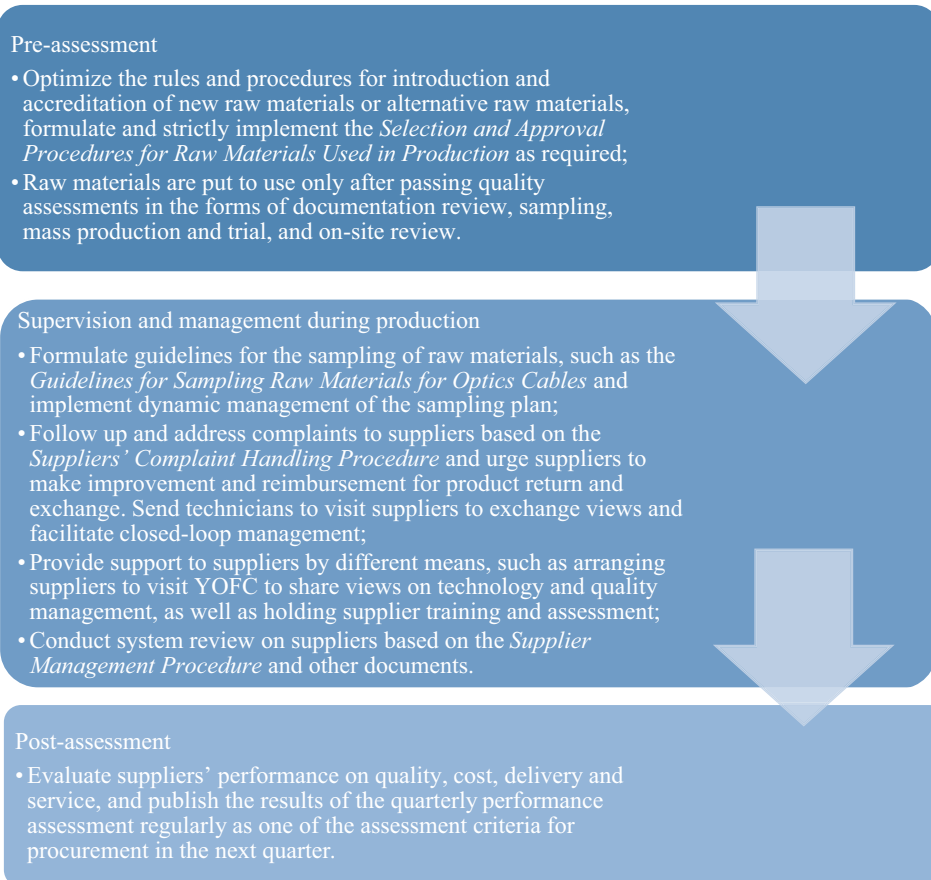 Pre-assessment
• Optimize the rules and procedures for introduction and
accreditation of new raw materials or alternative raw materials,
formulate and strictly implement the Selection and Approval
Procedures for Raw Materials Used in Production as required;
• Raw materials are put to use only after passing quality
assessments in the forms of documentation review, sampling,
mass production and trial, and on-site review.
Supervision and management during production
• Formulate guidelines for the sampling of raw materials, such as the
Guidelines for Sampling Raw Materials for Optics Cables and
implement dynamic management of the sampling plan;
• Follow up and address complaints to suppliers based on the
Suppliers’ Complaint Handling Procedure and urge suppliers to
make improvement and reimbursement for product return and
exchange. Send technicians to visit suppliers to exchange views and
facilitate closed-loop management;
• Provide support to suppliers by different means, such as arranging
suppliers to visit YOFC to share views on technology and quality
management, as well as holding supplier training and assessment;
• Conduct system review on suppliers based on the Supplier
Management Procedure and other documents.
Post-assessment
• Evaluate suppliers’ performance on quality, cost, delivery and
service, and publish the results of the quarterly performance
assessment regularly as one of the assessment criteria for
procurement in the next quarter.